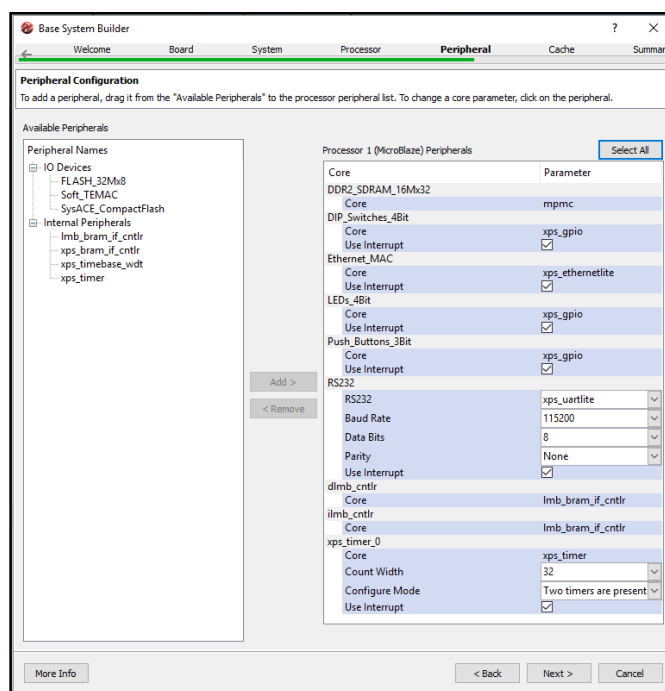 Base System Builder
?
Welcome Board System Processor Peripheral Cache Summar
Peripheral Configuration
To add a peripheral, drag it from the "Available Peripherals" to the processor peripheral list. To change a core parameter, click on the peripheral.
Available Peripherals
Peripheral Names
IO Devices
FLASH_32Mx8
Soft_TEMAC
SysACE_CompactFlash
Internal Peripherals
lmb_bram_if_cntlr
xps_bram_if_cntlr
xps_timebase_wdt
xps_timer
Add >
< Remove
Processor 1 (MicroBlaze) Peripherals Select All
Core Parameter
DDR2_SDRAM_16Mx32
Core mpmc
DIP_Switches_4Bit
Core xps_gpio
Use Interrupt
Ethernet_MAC
Core xps_ethernetlite
Use Interrupt
LEDs_4Bit
Core xps_gpio
Use Interrupt
Push_Buttons_3Bit
Core xps_gpio
Use Interrupt
RS232
RS232 xps_uartlite
Baud Rate 115200
Data Bits 8
Parity None
Use Interrupt
dlmb_cntlr
Core lmb_bram_if_cntlr
ilmb_cntlr
Core lmb_bram_if_cntlr
xps_timer_0
Core xps_timer
Count Width 32
Configure Mode Two timers are present
Use Interrupt
More Info < Back Next > Cancel